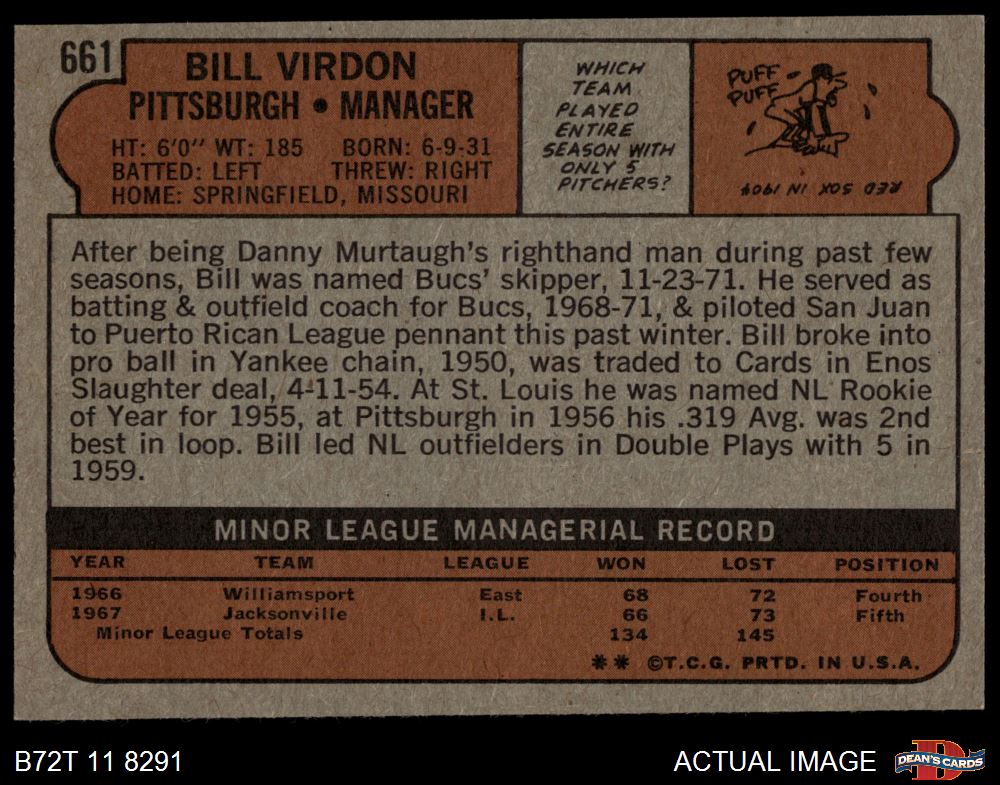 661
BILL VIRDON
PITTSBURGH • MANAGER
HT: 6'0" WT: 185 BORN: 6-9-31
BATTED: LEFT THREW: RIGHT
HOME: SPRINGFIELD, MISSOURI
WHICH
TEAM
PLAYED
ENTIRE
SEASON WITH
ONLY 5
PITCHERS?
PUFF
PUFF
RED SOX IN 1904
After being Danny Murtaugh's righthand man during past few
seasons, Bill was named Bucs' skipper, 11-23-71. He served as
batting & outfield coach for Bucs, 1968-71, & piloted San Juan
to Puerto Rican League pennant this past winter. Bill broke into
pro ball in Yankee chain, 1950, was traded to Cards in Enos
Slaughter deal, 4-11-54. At St. Louis he was named NL Rookie
of Year for 1955, at Pittsburgh in 1956 his .319 Avg. was 2nd
best in loop. Bill led NL outfielders in Double Plays with 5 in
1959.
MINOR LEAGUE MANAGERIAL RECORD
YEAR TEAM LEAGUE WON LOST POSITION
1966 Williamsport East 68 72 Fourth
1967 Jacksonville I.L. 66 73 Fifth
Minor League Totals 134 145
** ©T.C.G. PRTD. IN U.S.A.
B72T 11 8291
ACTUAL IMAGE
DEAN'S CARDS